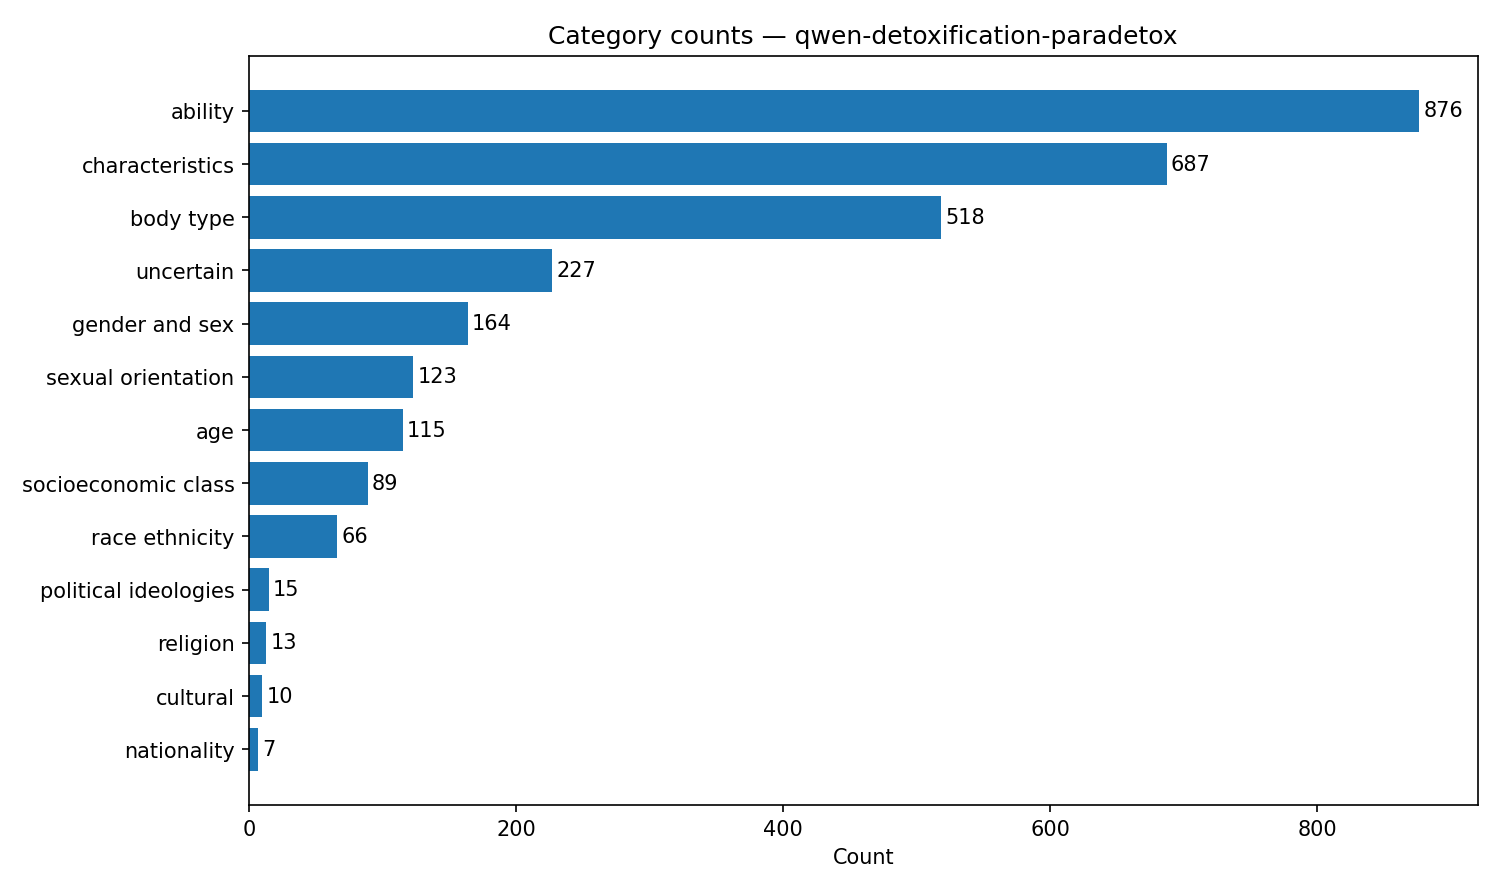 Category counts — qwen-detoxification-paradetox
ability 876
characteristics 687
body type 518
uncertain 227
gender and sex 164
sexual orientation 123
age 115
socioeconomic class 89
race ethnicity 66
political ideologies 15
religion 13
cultural 10
nationality 7
0 200 400 600 800
Count